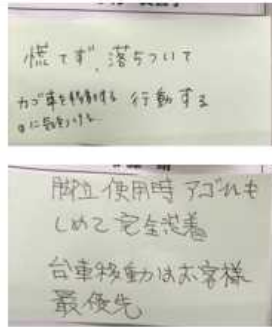 慌てず、落ちついて
行動する
カゴ車を移動する
脚立使用時アゴひも
しめて完全装着
台車移動はお客様
最優先